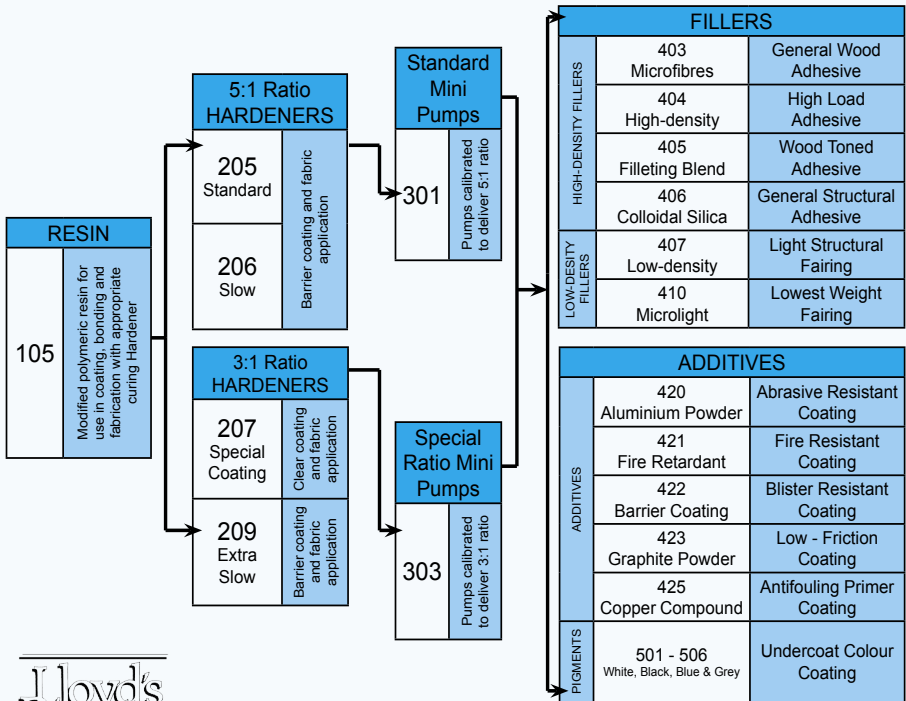 RESIN
105
Modified polymeric resin for
use in coating, bonding and
fabrication with appropriate
curing Hardener
5:1 Ratio
HARDENERS
205
Standard
206
Slow
Barrier coating and fabric
application
3:1 Ratio
HARDENERS
207
Special
Coating
Clear coating
and fabric
application
209
Extra
Slow
Barrier coating
and fabric
application
Standard
Mini
Pumps
301
Pumps calibrated
to deliver 5:1 ratio
Special
Ratio Mini
Pumps
303
Pumps calibrated
to deliver 3:1 ratio
FILLERS
HIGH-DENSITY FILLERS
403
Microfibres
General Wood
Adhesive
404
High-density
High Load
Adhesive
405
Filleting Blend
Wood Toned
Adhesive
406
Colloidal Silica
General Structural
Adhesive
LOW-DESITY
FILLERS
407
Low-density
Light Structural
Fairing
410
Microlight
Lowest Weight
Fairing
ADDITIVES
ADDITIVES
420
Aluminium Powder
Abrasive Resistant
Coating
421
Fire Retardant
Fire Resistant
Coating
422
Barrier Coating
Blister Resistant
Coating
423
Graphite Powder
Low - Friction
Coating
425
Copper Compound
Antifouling Primer
Coating
PIGMENTS
501 - 506
White, Black, Blue & Grey
Undercoat Colour
Coating
Lloyd's